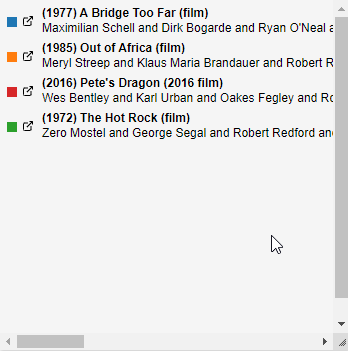 (1977) A Bridge Too Far (film)
Maximilian Schell and Dirk Bogarde and Ryan O'Neal a
(1985) Out of Africa (film)
Meryl Streep and Klaus Maria Brandauer and Robert R
(2016) Pete's Dragon (2016 film)
Wes Bentley and Karl Urban and Oakes Fegley and Ro
(1972) The Hot Rock (film)
Zero Mostel and George Segal and Robert Redford an